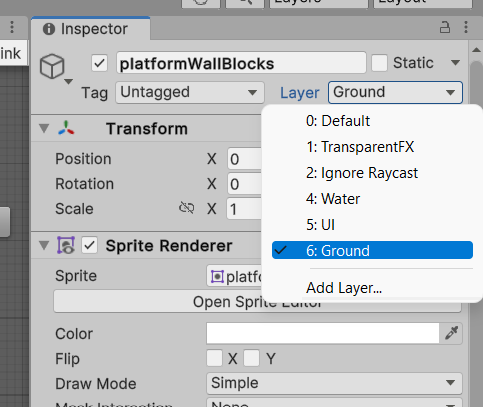 Layers
Layout
Inspector
ink
platformWallBlocks
Static
Tag Untagged
Layer Ground
0: Default
1: TransparentFX
2: Ignore Raycast
4: Water
5: UI
6: Ground
Add Layer...
Transform
Position X 0
Rotation X 0
Scale X 1
Sprite Renderer
Sprite platfo
Open Sprite Editor
Color
Flip X Y
Draw Mode Simple
Mask Interaction None